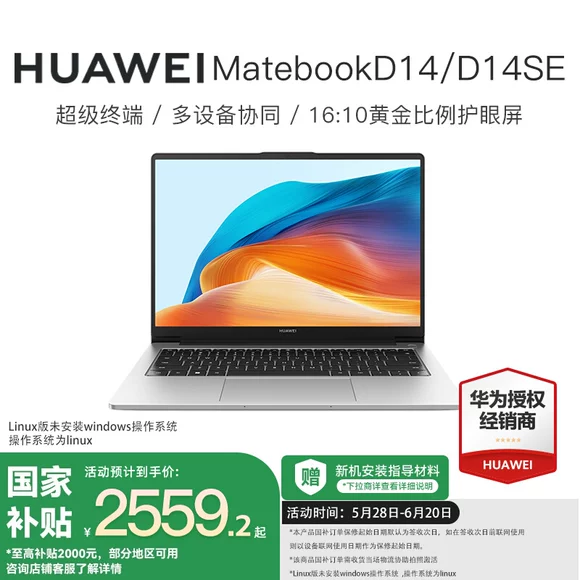 HUAWEI MatebookD14/D14SE
超级终端 / 多设备协同 / 16:10黄金比例护眼屏
HUAWEI
Linux版未安装windows操作系统
操作系统为linux
华为授权
经销商
HUAWEI
国家
补贴
活动预计到手价:
¥2559.2起
*至高补贴2000元，部分地区可用
咨询店铺客服了解详情
赠
新机安装指导材料
*下拉商详查看详细说明
活动时间：5月28日-6月20日
*本产品国补订单保修起始日期默认为签收次日，如在签收次日前联网使用
则以设备联网使用日期作为保修起始日期。
*该商品国补订单需收货当场物流协助拍照激活
*Linux版未安装windows操作系统 ,操作系统为linux